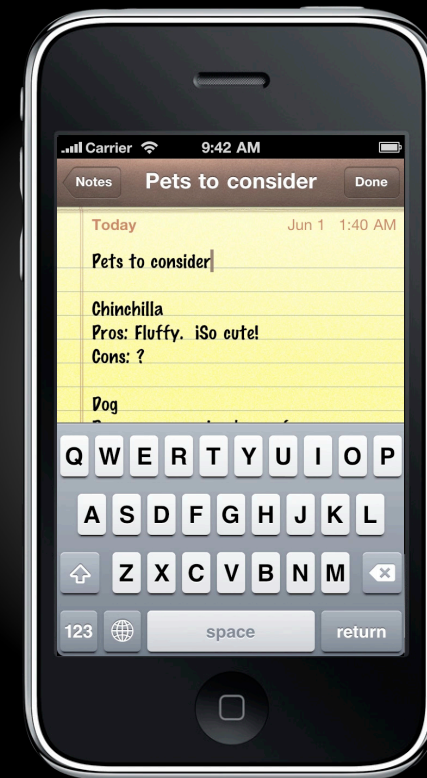 Carrier 9:42 AM
Notes Pets to consider Done
Today Jun 1 1:40 AM
Pets to consider
Chinchilla
Pros: Fluffy. ¡So cute!
Cons: ?
Dog
Q W E R T Y U I O P
A S D F G H J K L
Z X C V B N M
123 space return